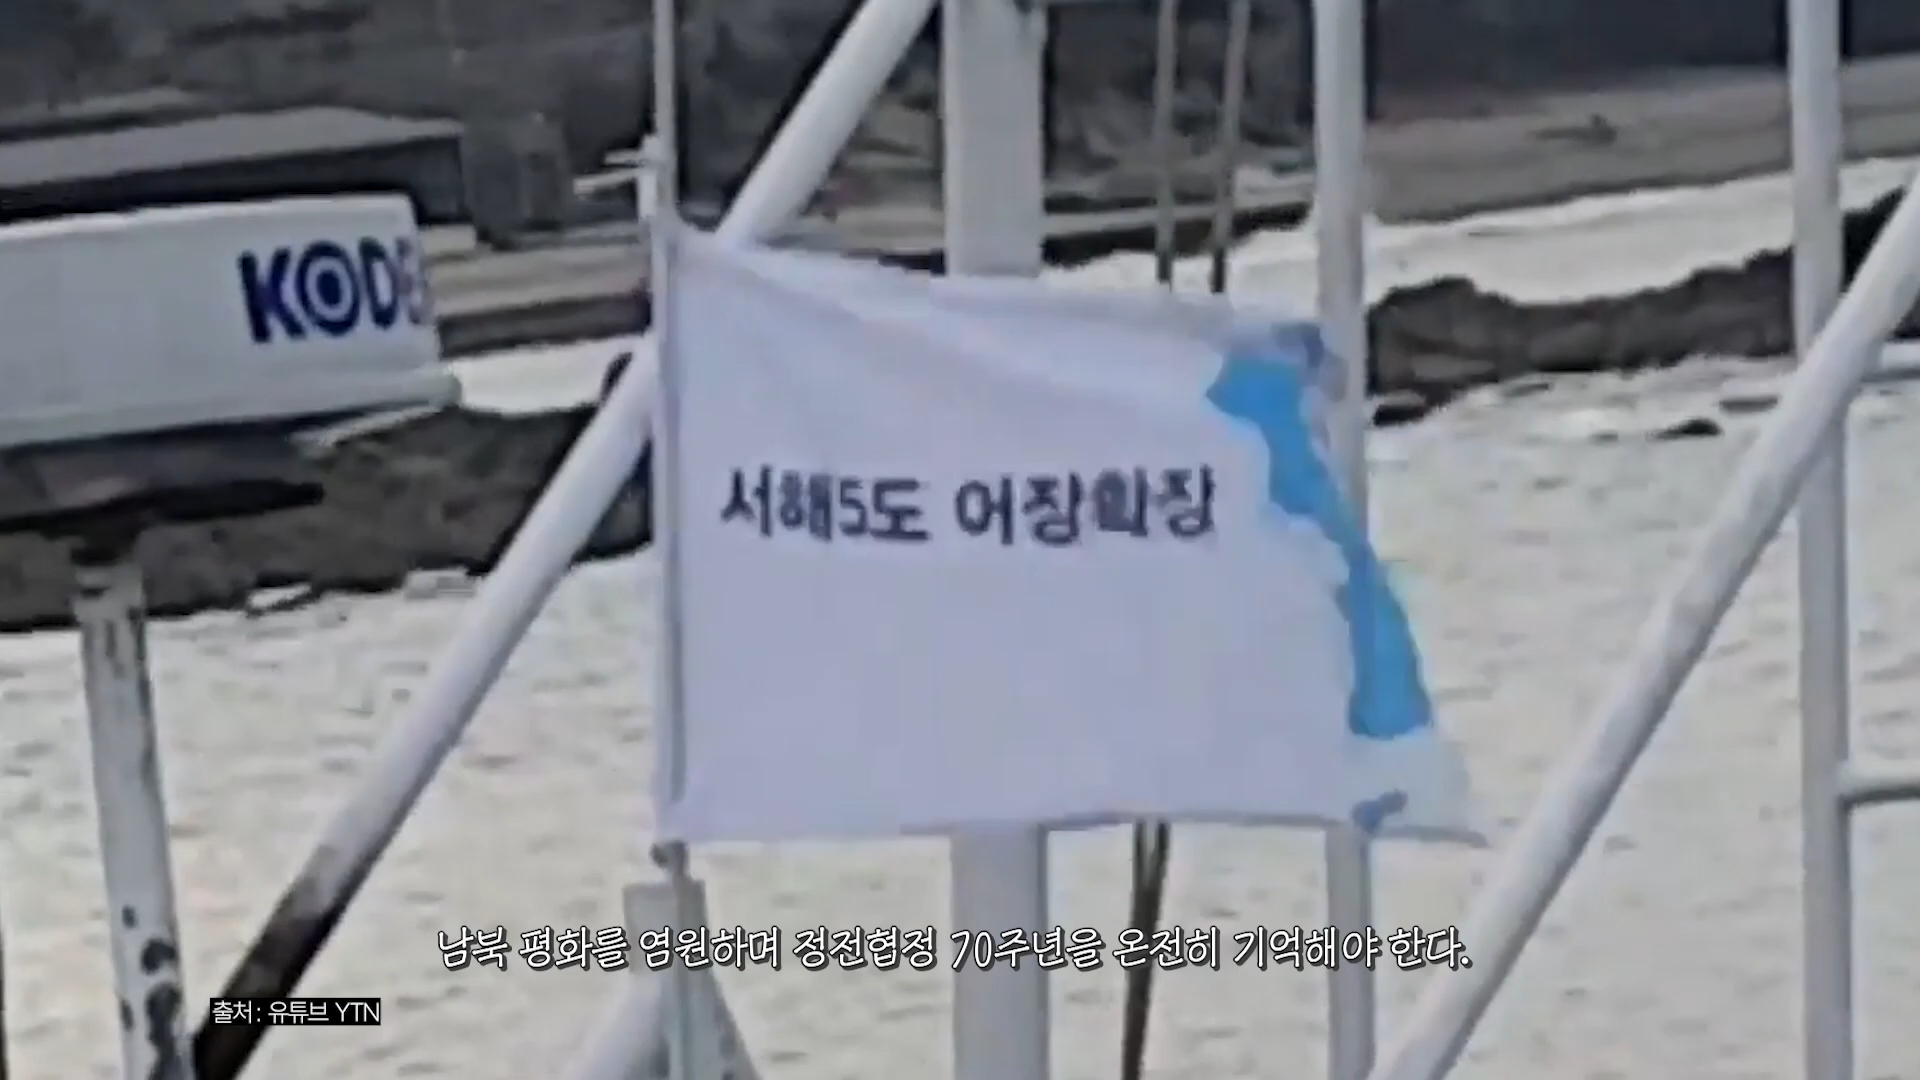 KODE
서해5도 어장확장
남북 평화를 염원하며 정전협정 70주년을 온전히 기억해야 한다.
출처: 유튜브 YTN